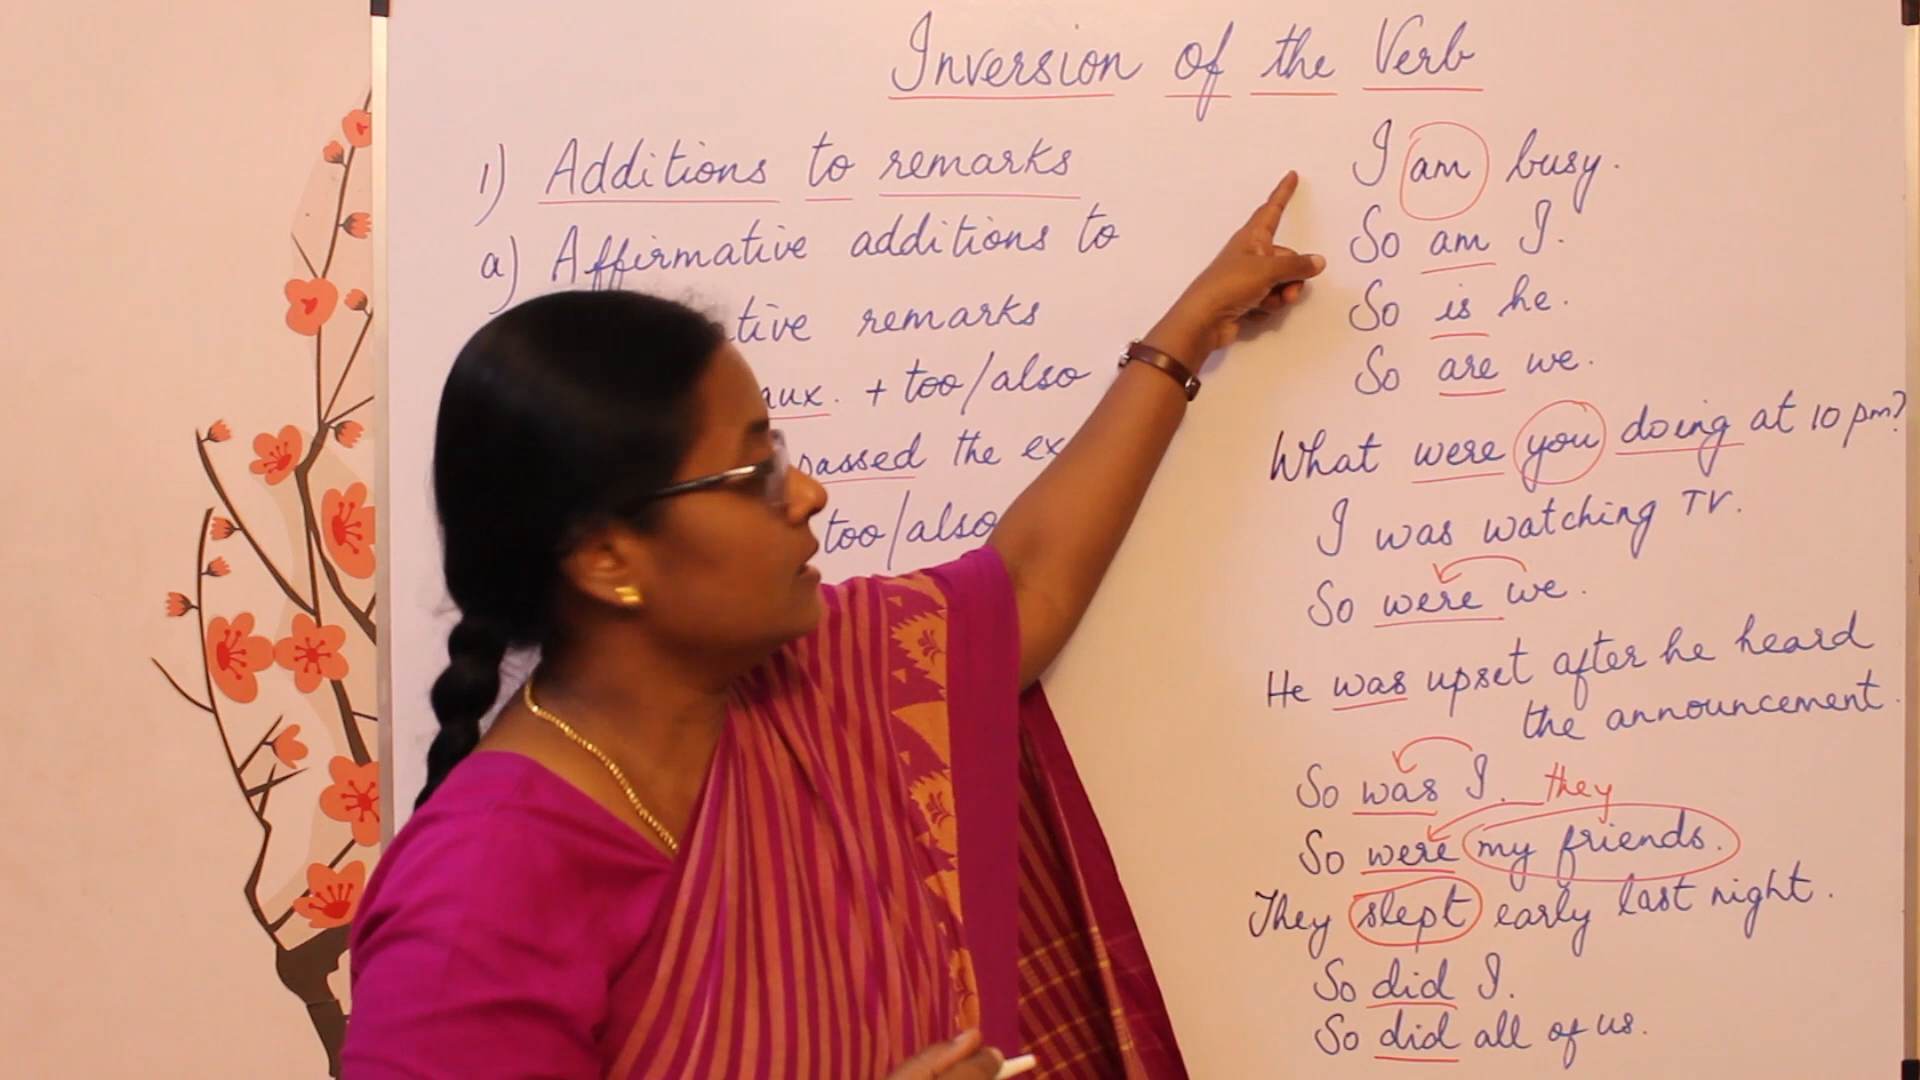 Inversion of the Verb
1) Additions to remarks
a) Affirmative additions to
remarks
aux. + too/also
passed the
too/also
I am busy.
So am I.
So is he.
So are we.
What were you doing at 10 pm?
I was watching TV.
So were we.
He was upset after he heard
the announcement.
So was I. they
So were my friends.
They slept early last night.
So did I.
So did all of us.